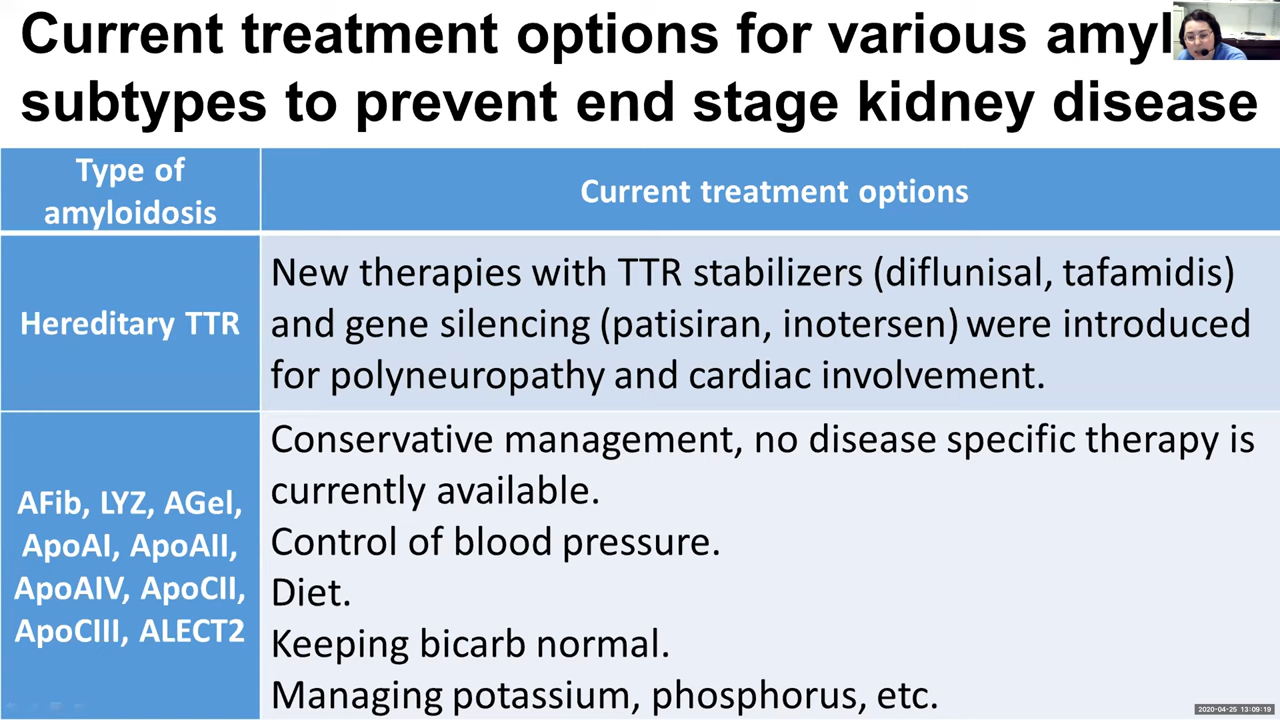 Current treatment options for various amyl
subtypes to prevent end stage kidney disease
Type of
amyloidosis
Current treatment options
Hereditary TTR
New therapies with TTR stabilizers (diflunisal, tafamidis)
and gene silencing (patisiran, inotersen) were introduced
for polyneuropathy and cardiac involvement.
AFib, LYZ, AGel,
ApoAI, ApoAII,
ApoAIV, ApoCII,
ApoCIII, ALECT2
Conservative management, no disease specific therapy is
currently available.
Control of blood pressure.
Diet.
Keeping bicarb normal.
Managing potassium, phosphorus, etc.
2020-04-25 13:09:19